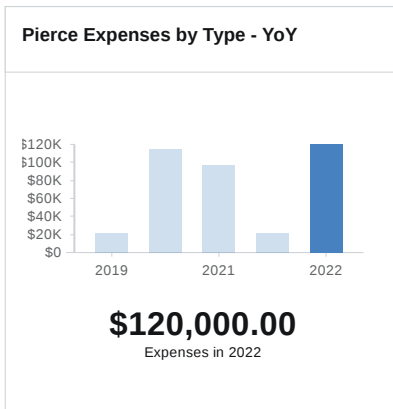 Pierce Expenses by Type - YoY
$120K
$100K
$80K
$60K
$40K
$20K
$0
2019 2021 2022
$120,000.00
Expenses in 2022